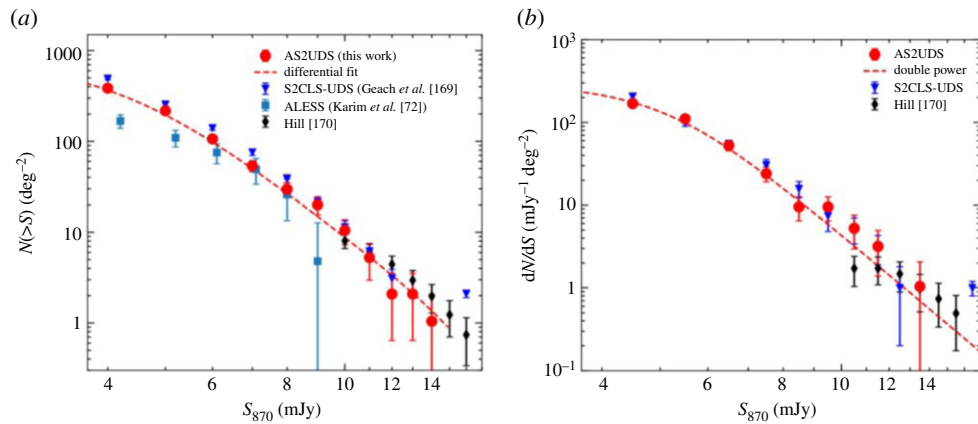 (a)
(b)
1000
100
10
1
N(>S) (deg⁻²)
AS2UDS (this work)
differential fit
S2CLS-UDS (Geach et al. [169]
ALESS (Karim et al. [72])
Hill [170]
4 6 8 10 12 14
S₈₇₀ (mJy)
10³
10²
10
1
10⁻¹
dN/dS (mJy⁻¹ deg⁻²)
AS2UDS
double power
S2CLS-UDS
Hill [170]
4 6 8 10 12 14
S₈₇₀ (mJy)